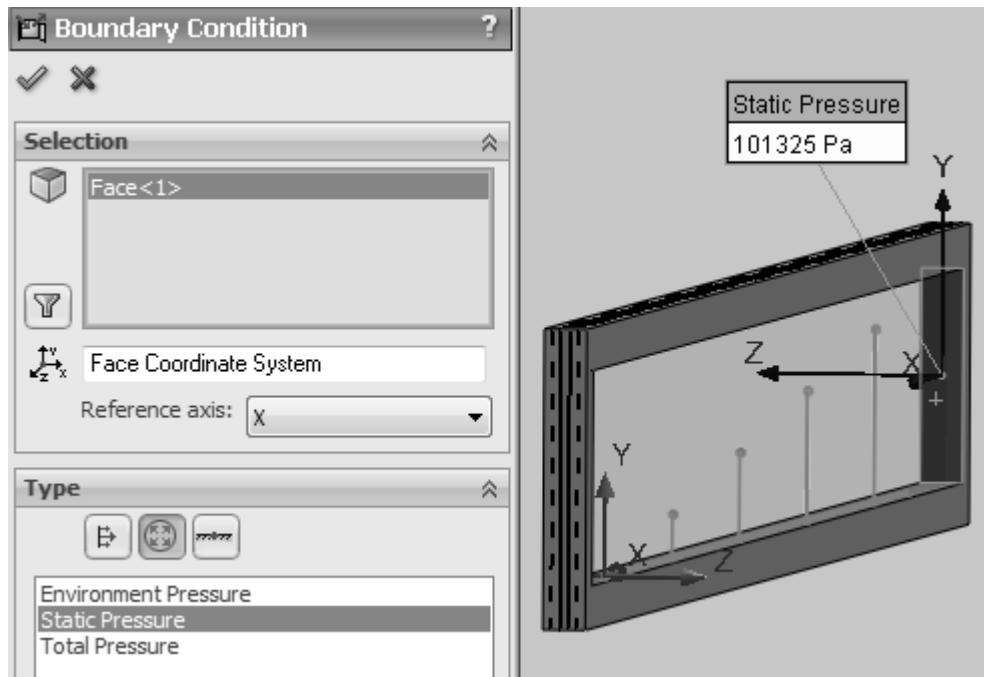 Boundary Condition ?
Selection
Face<1>
Face Coordinate System
Reference axis: X
Type
Environment Pressure
Static Pressure
Total Pressure
Static Pressure
101325 Pa
Y
Z X
Y
X Z